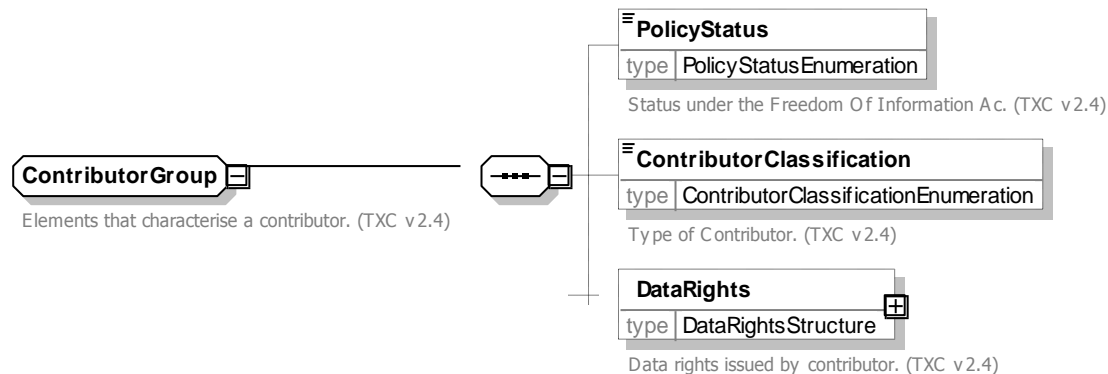 PolicyStatus
type PolicyStatusEnumeration
Status under the Freedom Of Information Ac. (TXC v2.4)
ContributorClassification
type ContributorClassificationEnumeration
Type of Contributor. (TXC v2.4)
ContributorGroup
Elements that characterise a contributor. (TXC v2.4)
DataRights
type DataRightsStructure
Data rights issued by contributor. (TXC v2.4)